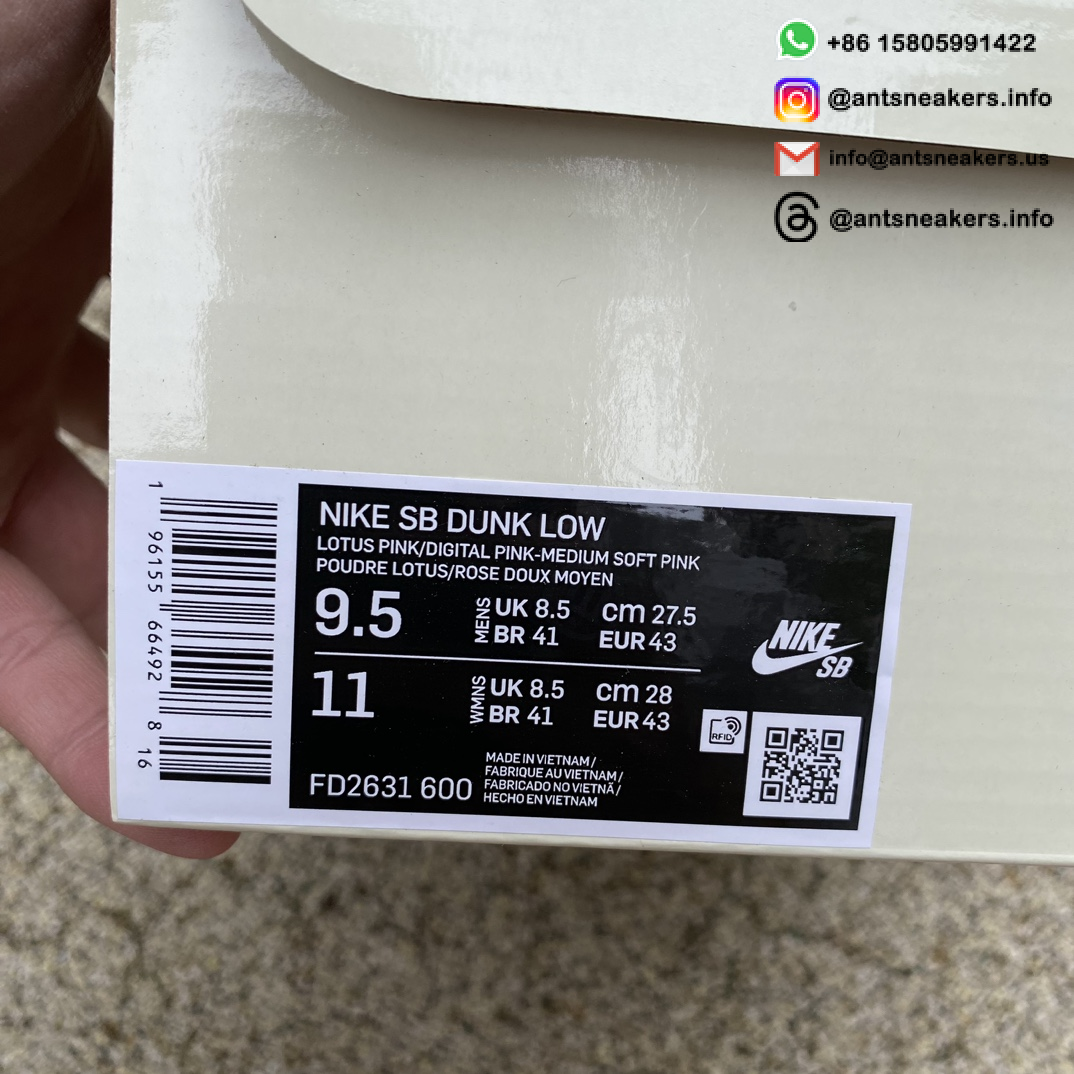 +86 15805991422
@antsneakers.info
info@antsneakers.us
@antsneakers.info
NIKE SB DUNK LOW
LOTUS PINK/DIGITAL PINK-MEDIUM SOFT PINK
POUDRE LOTUS/ROSE DOUX MOYEN
9.5 MENS UK 8.5 cm 27.5
BR 41 EUR 43
11 WMNS UK 8.5 cm 28
BR 41 EUR 43
NIKE
SB
RFID
FD2631 600
MADE IN VIETNAM /
FABRIQUE AU VIETNAM /
FABRICADO NO VIETNÃ /
HECHO EN VIETNAM
1 96155 66492 8 16